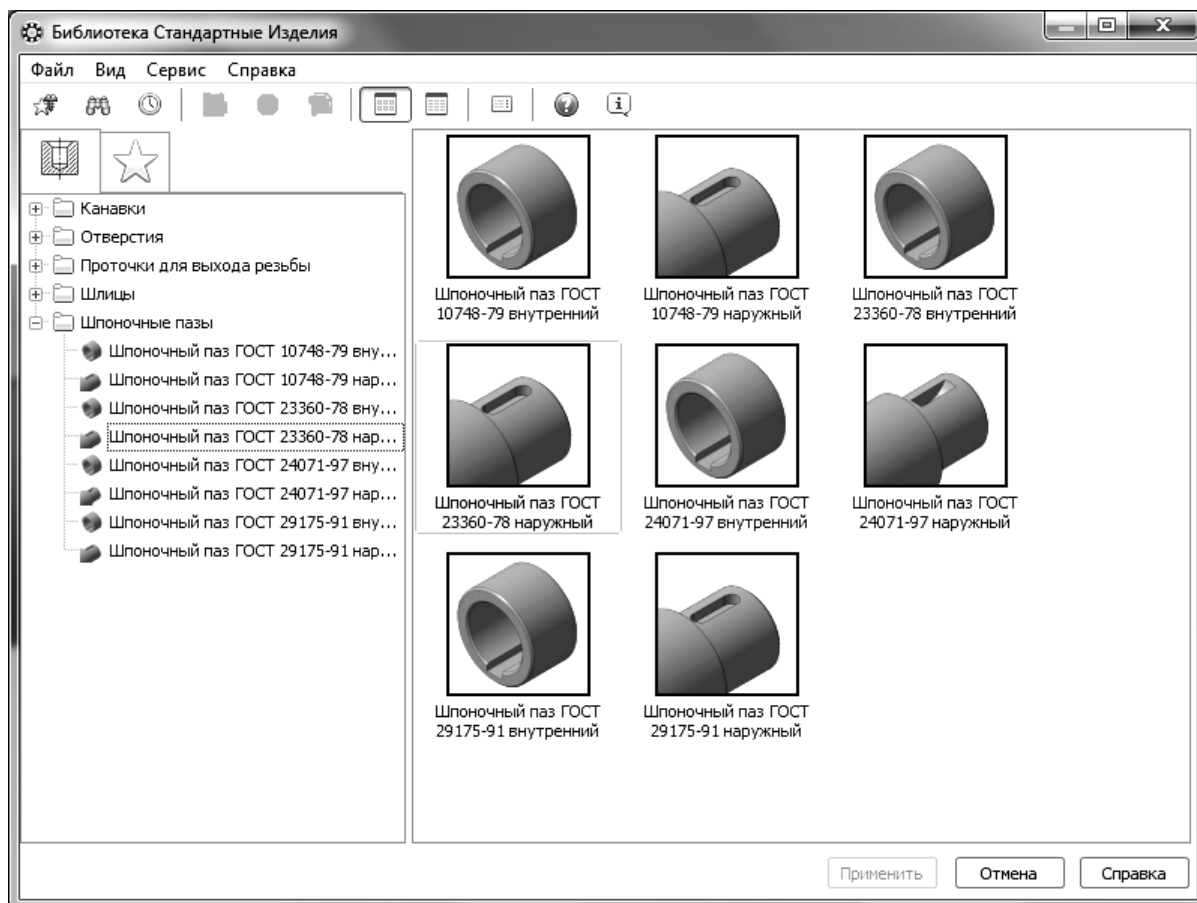 Библиотека Стандартные Изделия
Файл Вид Сервис Справка
Канавки
Отверстия
Проточки для выхода резьбы
Шлицы
Шпоночные пазы
Шпоночный паз ГОСТ 10748-79 вну...
Шпоночный паз ГОСТ 10748-79 нар...
Шпоночный паз ГОСТ 23360-78 вну...
Шпоночный паз ГОСТ 23360-78 нар...
Шпоночный паз ГОСТ 24071-97 вну...
Шпоночный паз ГОСТ 24071-97 нар...
Шпоночный паз ГОСТ 29175-91 вну...
Шпоночный паз ГОСТ 29175-91 нар...
Шпоночный паз ГОСТ
10748-79 внутренний
Шпоночный паз ГОСТ
10748-79 наружный
Шпоночный паз ГОСТ
23360-78 внутренний
Шпоночный паз ГОСТ
23360-78 наружный
Шпоночный паз ГОСТ
24071-97 внутренний
Шпоночный паз ГОСТ
24071-97 наружный
Шпоночный паз ГОСТ
29175-91 внутренний
Шпоночный паз ГОСТ
29175-91 наружный
Применить Отмена Справка